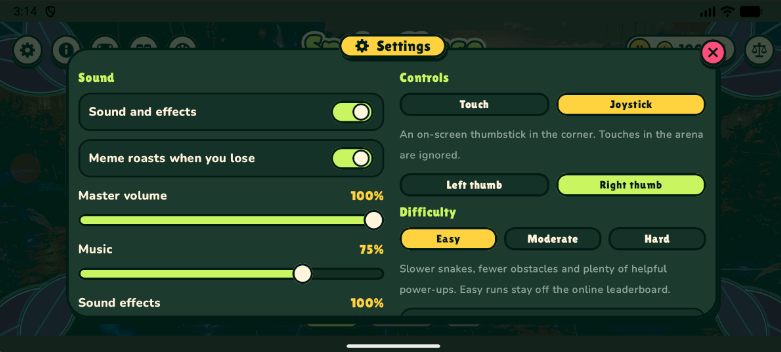 3:14
Settings
Sound
Sound and effects
Meme roasts when you lose
Master volume 100%
Music 75%
Sound effects 100%
Controls
Touch Joystick
An on-screen thumbstick in the corner. Touches in the arena
are ignored.
Left thumb Right thumb
Difficulty
Easy Moderate Hard
Slower snakes, fewer obstacles and plenty of helpful
power-ups. Easy runs stay off the online leaderboard.